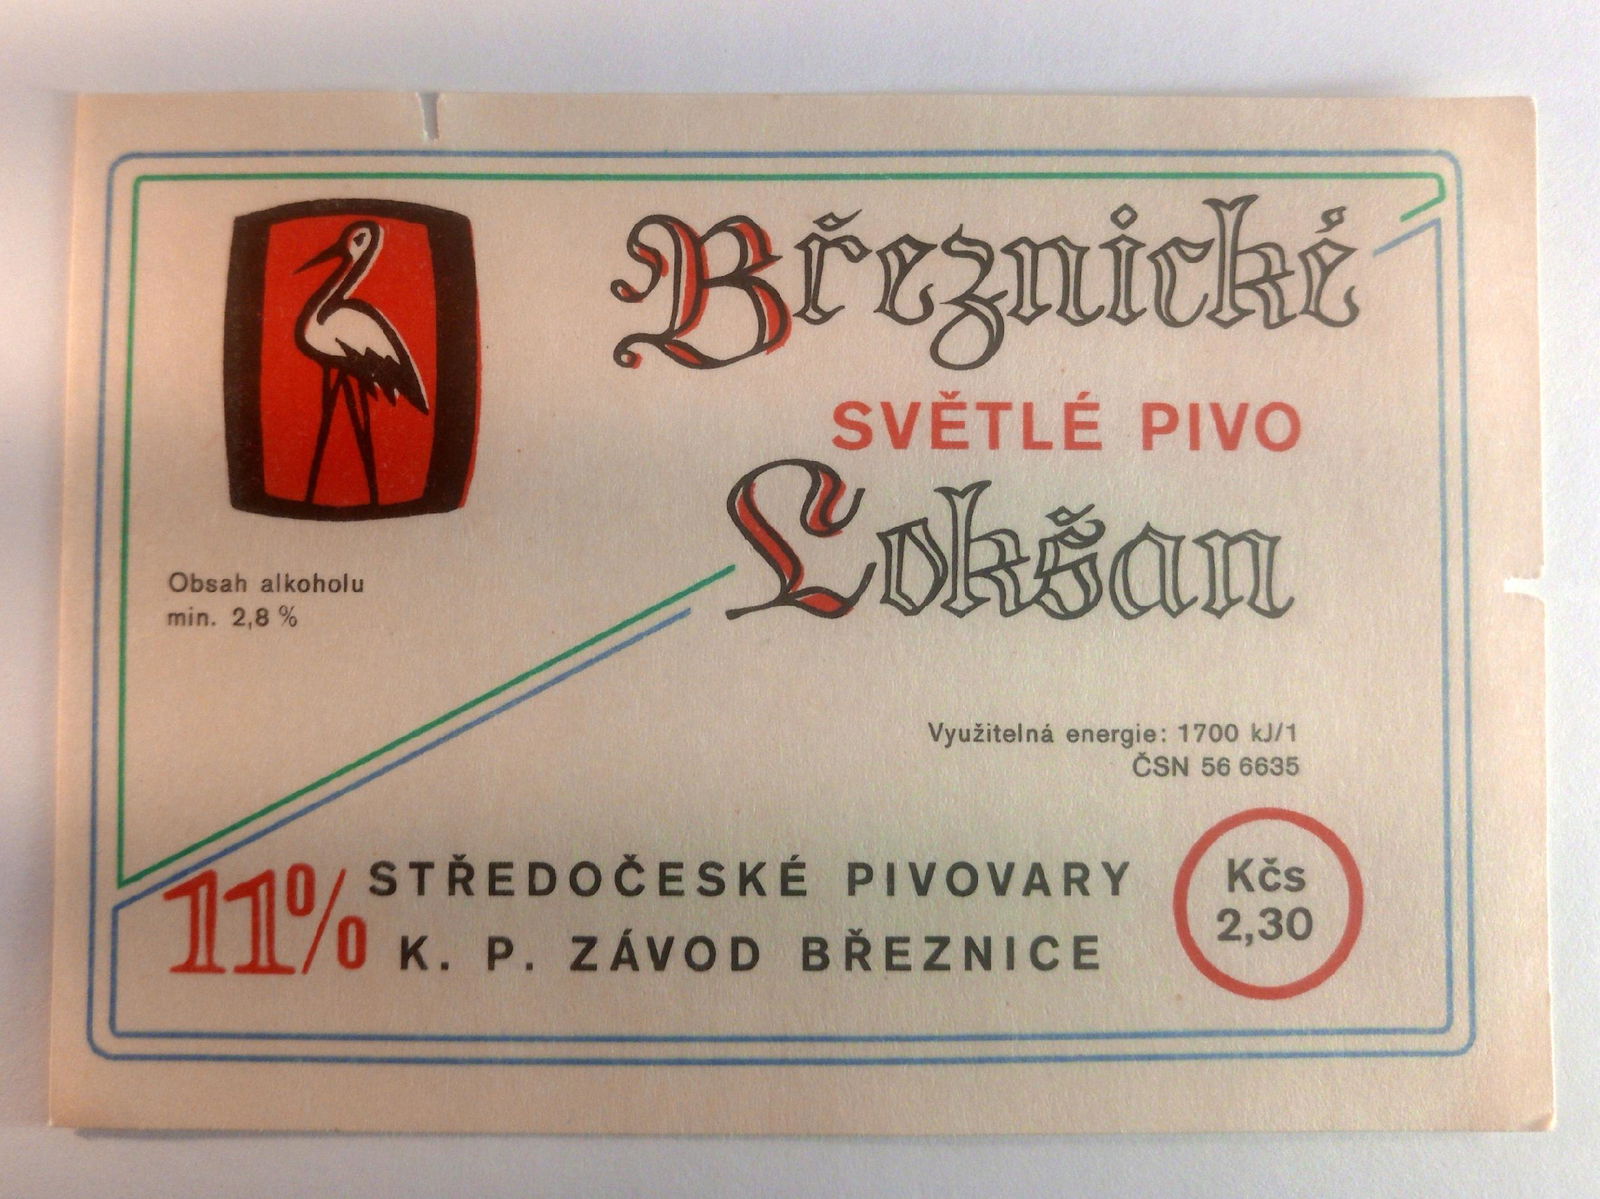 Březnické
SVĚTLÉ PIVO
Lokšan
Obsah alkoholu
min. 2,8 %
Využitelná energie: 1700 kJ/1
ČSN 56 6635
11% STŘEDOČESKÉ PIVOVARY
K. P. ZÁVOD BŘEZNICE
Kčs
2,30